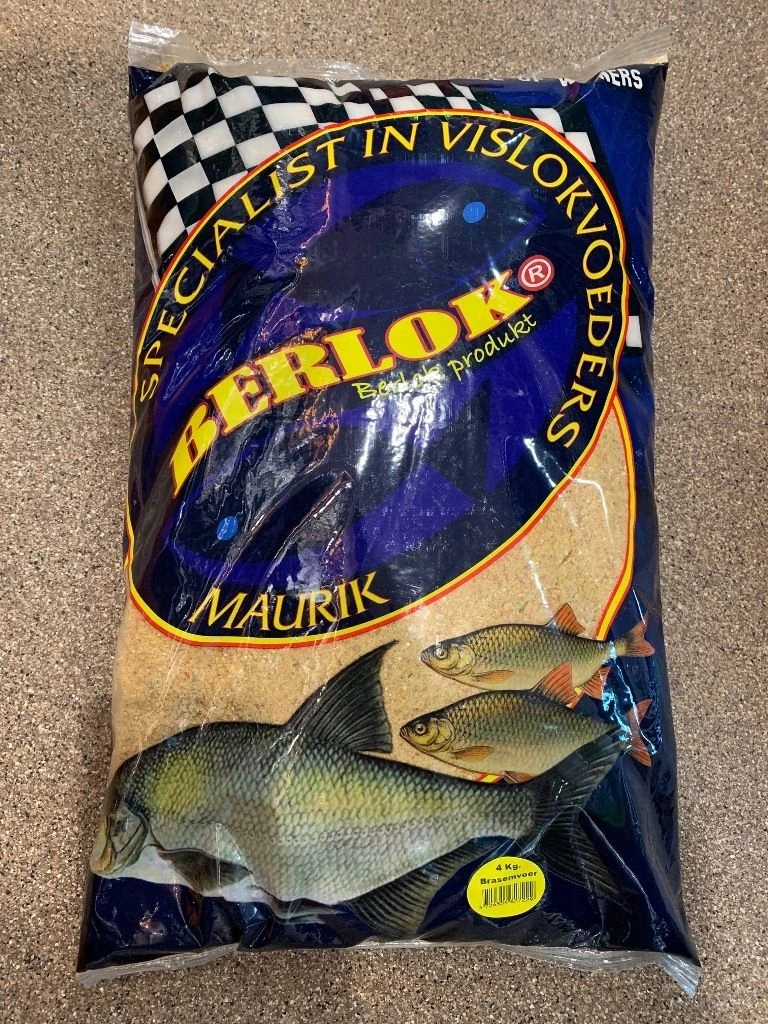 SPECIALIST IN VISLOKVOEDERS
BERLOK®
Berlok produkt
MAURIK
4 Kg.
Brasemvoer